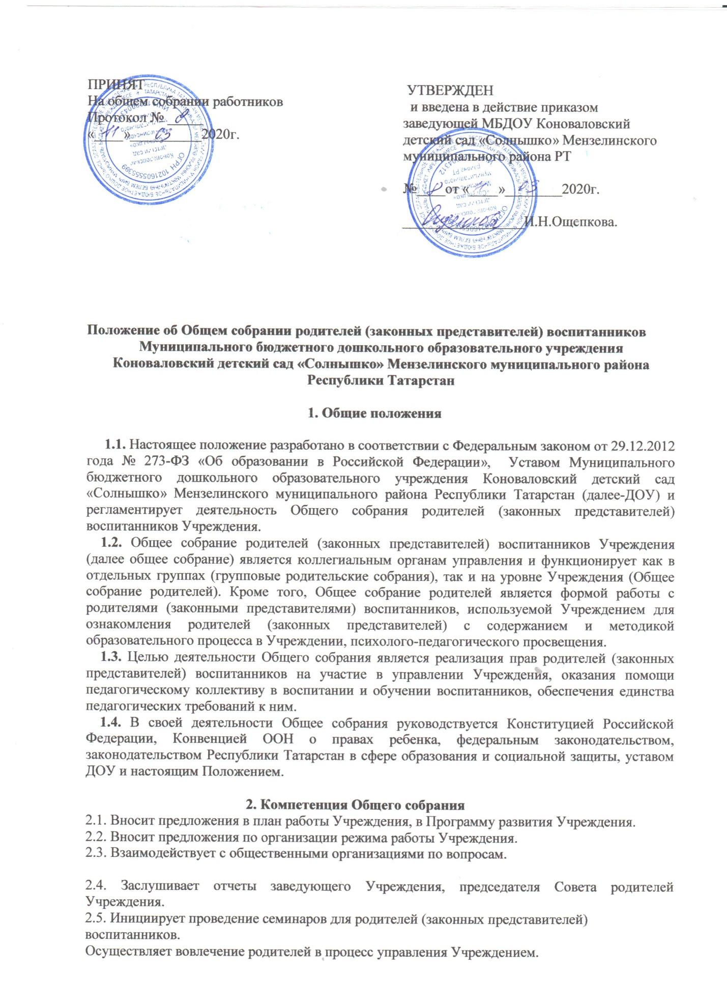 ПРИНЯТ
На общем собрании работников
Протокол № ____
«____»__________2020г.
УТВЕРЖДЕН
и введена в действие приказом
заведующей МБДОУ Коноваловский
детский сад «Солнышко» Мензелинского
муниципального района РТ
№ 8 от «____»________2020г.
И.Н.Ощепкова.
Положение об Общем собрании родителей (законных представителей) воспитанников
Муниципального бюджетного дошкольного образовательного учреждения
Коноваловский детский сад «Солнышко» Мензелинского муниципального района
Республики Татарстан
1. Общие положения
1.1. Настоящее положение разработано в соответствии с Федеральным законом от 29.12.2012
года № 273-ФЗ «Об образовании в Российской Федерации», Уставом Муниципального
бюджетного дошкольного образовательного учреждения Коноваловский детский сад
«Солнышко» Мензелинского муниципального района Республики Татарстан (далее-ДОУ) и
регламентирует деятельность Общего собрания родителей (законных представителей)
воспитанников Учреждения.
1.2. Общее собрание родителей (законных представителей) воспитанников Учреждения
(далее общее собрание) является коллегиальным органам управления и функционирует как в
отдельных группах (групповые родительские собрания), так и на уровне Учреждения (Общее
собрание родителей). Кроме того, Общее собрание родителей является формой работы с
родителями (законными представителями) воспитанников, используемой Учреждением для
ознакомления родителей (законных представителей) с содержанием и методикой
образовательного процесса в Учреждении, психолого-педагогического просвещения.
1.3. Целью деятельности Общего собрания является реализация прав родителей (законных
представителей) воспитанников на участие в управлении Учреждения, оказания помощи
педагогическому коллективу в воспитании и обучении воспитанников, обеспечения единства
педагогических требований к ним.
1.4. В своей деятельности Общее собрания руководствуется Конституцией Российской
Федерации, Конвенцией ООН о правах ребенка, федеральным законодательством,
законодательством Республики Татарстан в сфере образования и социальной защиты, уставом
ДОУ и настоящим Положением.
2. Компетенция Общего собрания
2.1. Вносит предложения в план работы Учреждения, в Программу развития Учреждения.
2.2. Вносит предложения по организации режима работы Учреждения.
2.3. Взаимодействует с общественными организациями по вопросам.
2.4. Заслушивает отчеты заведующего Учреждения, председателя Совета родителей
Учреждения.
2.5. Инициирует проведение семинаров для родителей (законных представителей)
воспитанников.
Осуществляет вовлечение родителей в процесс управления Учреждением.